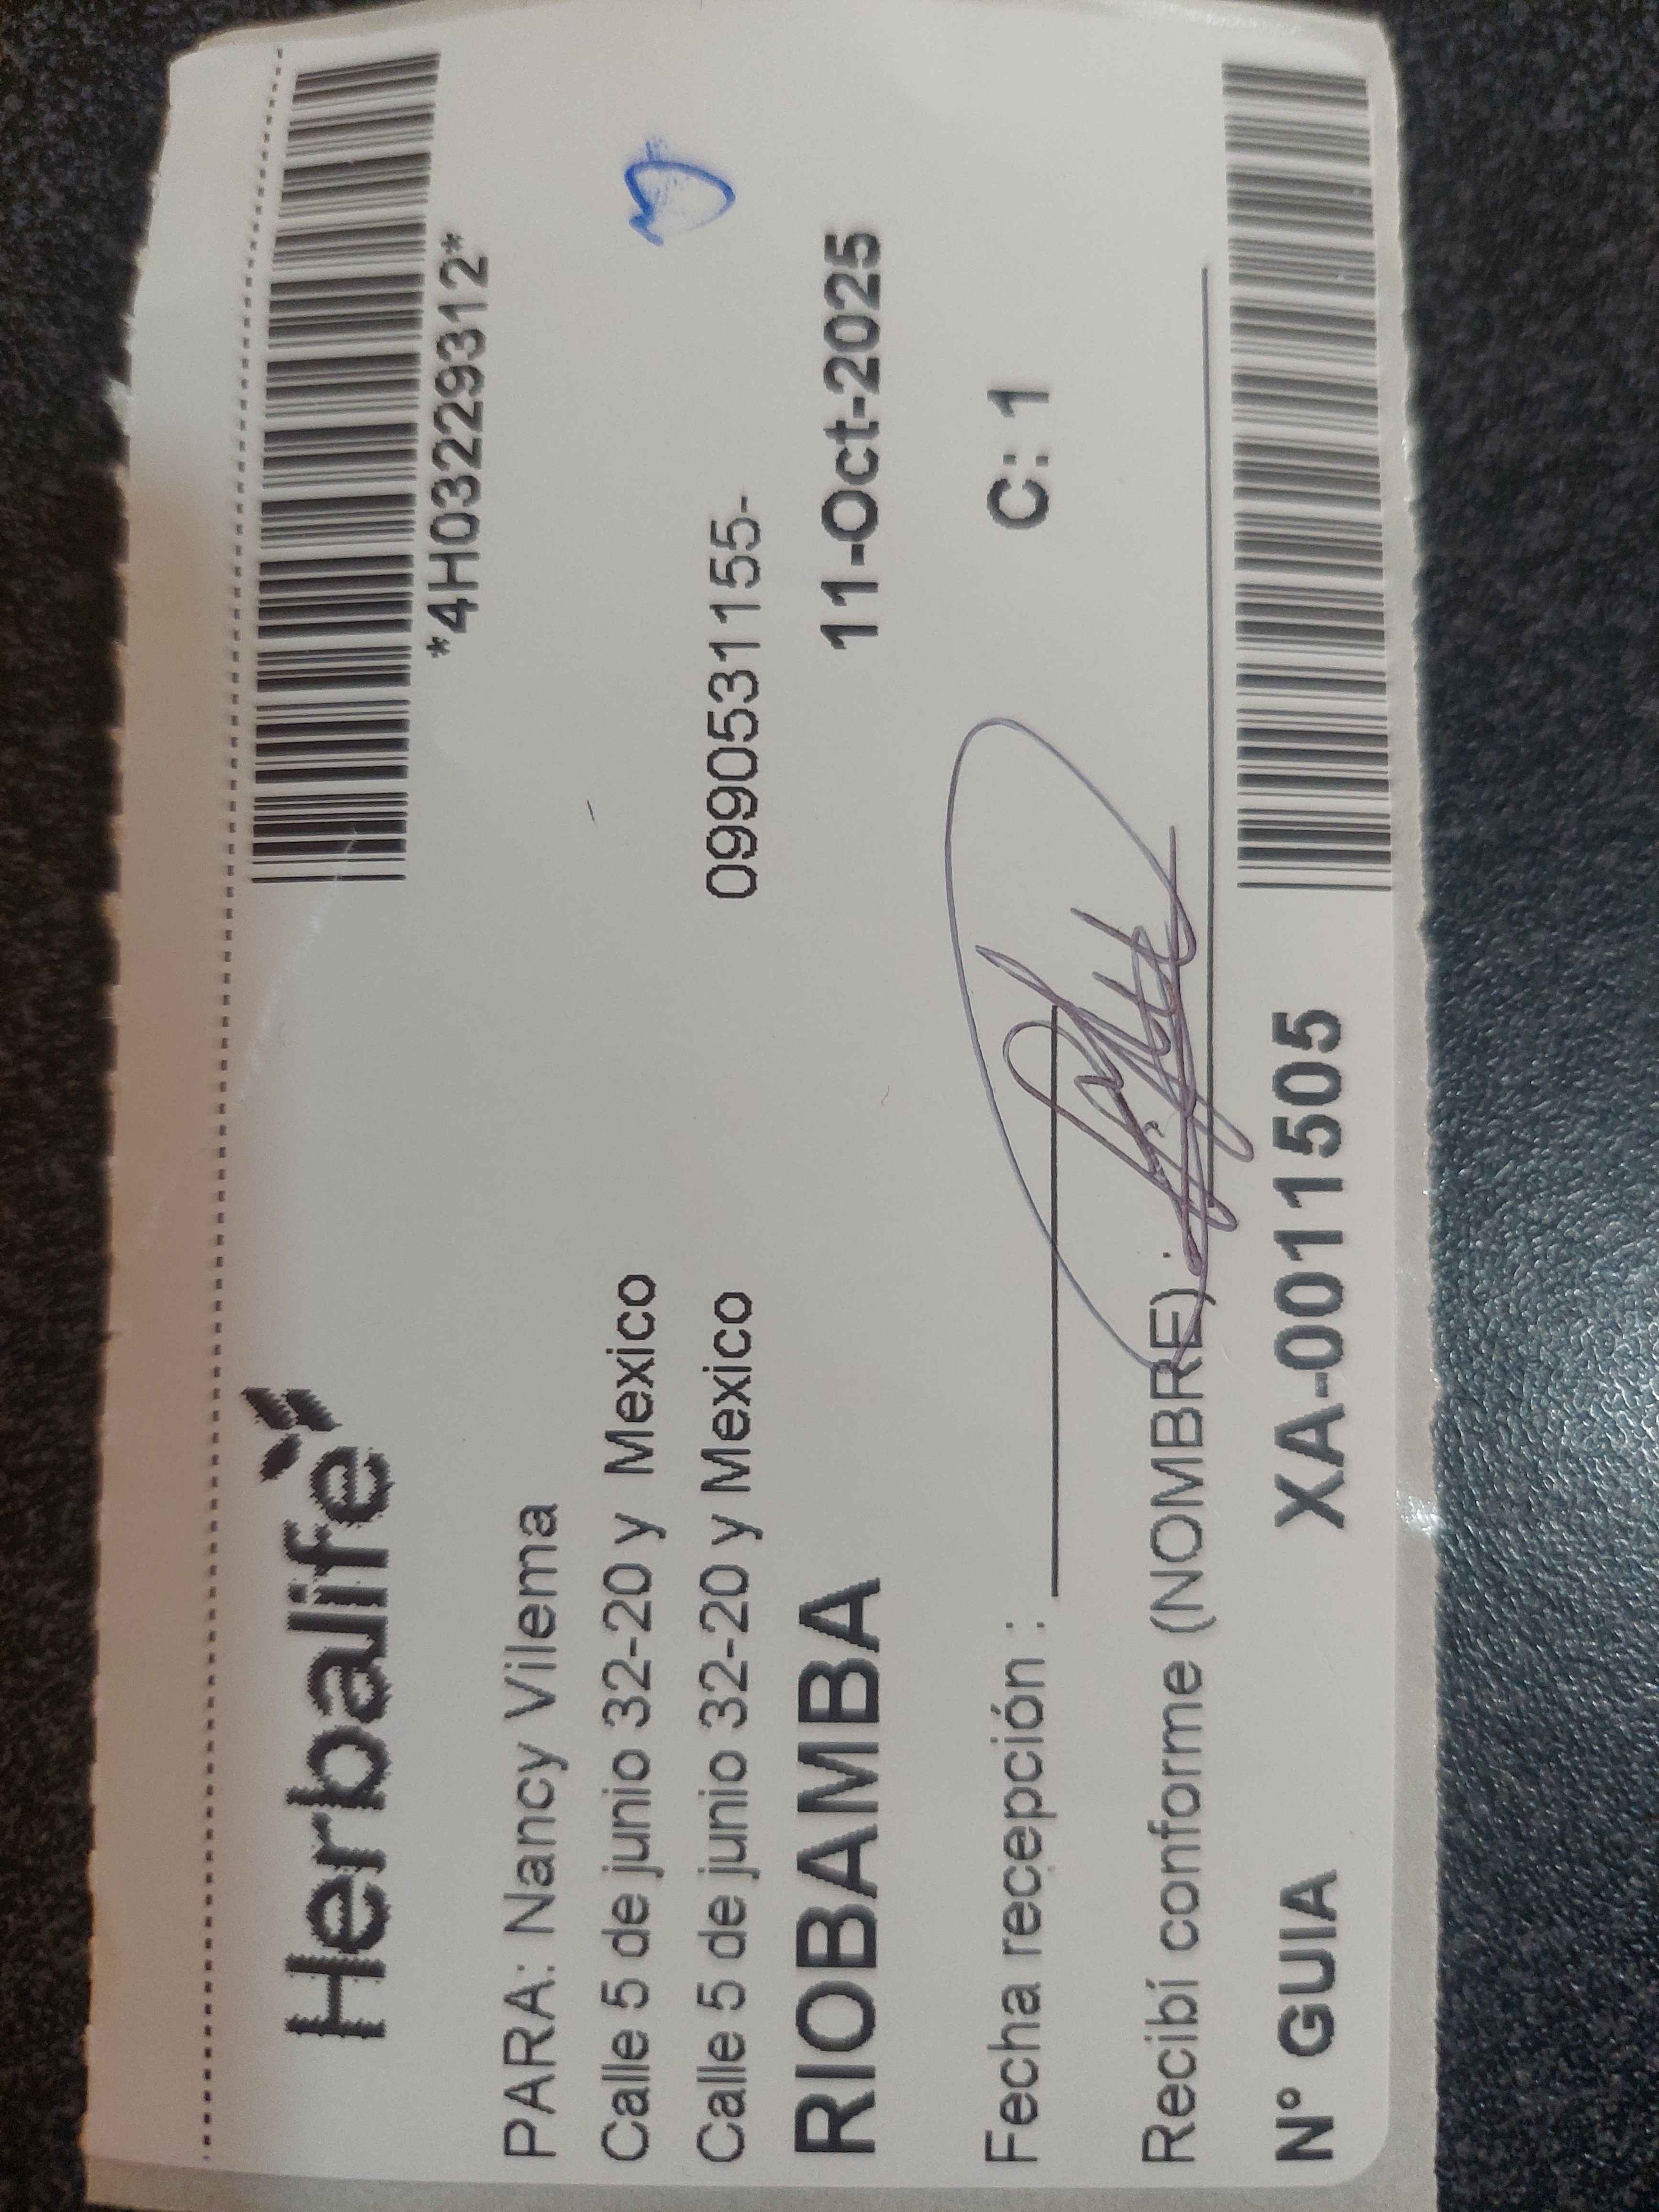 Herbalife
*4H03229312*
PARA: Nancy Vilema
Calle 5 de junio 32-20 y Mexico
Calle 5 de junio 32-20 y Mexico 0990531155-
RIOBAMBA 11-Oct-2025
Fecha recepción : C: 1
Recibí conforme (NOMBRE):
N° GUIA XA-0011505